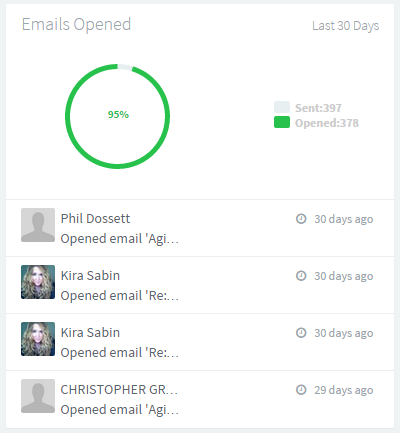 Emails Opened
Last 30 Days
95%
Sent:397
Opened:378
Phil Dossett
30 days ago
Opened email 'Agi...
Kira Sabin
30 days ago
Opened email 'Re:...
Kira Sabin
30 days ago
Opened email 'Re:...
CHRISTOPHER GR...
29 days ago
Opened email 'Agi...